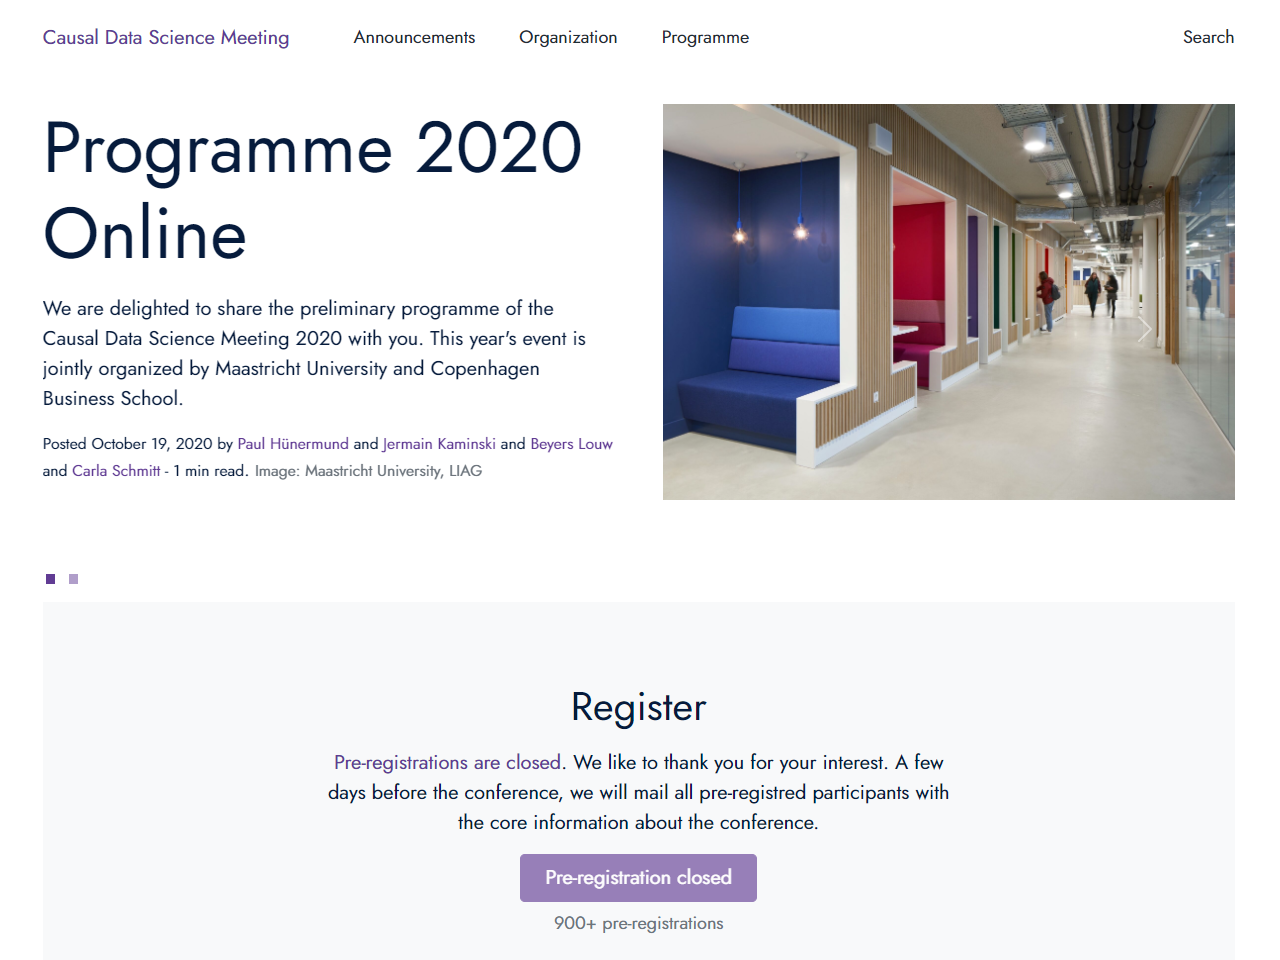 Causal Data Science Meeting
Announcements
Organization
Programme
Search
Programme 2020
Online
We are delighted to share the preliminary programme of the
Causal Data Science Meeting 2020 with you. This year's event is
jointly organized by Maastricht University and Copenhagen
Business School.
Posted October 19, 2020 by Paul Hünermund and Jermain Kaminski and Beyers Louw
and Carla Schmitt - 1 min read. Image: Maastricht University, LIAG
Register
Pre-registrations are closed. We like to thank you for your interest. A few
days before the conference, we will mail all pre-registred participants with
the core information about the conference.
Pre-registration closed
900+ pre-registrations